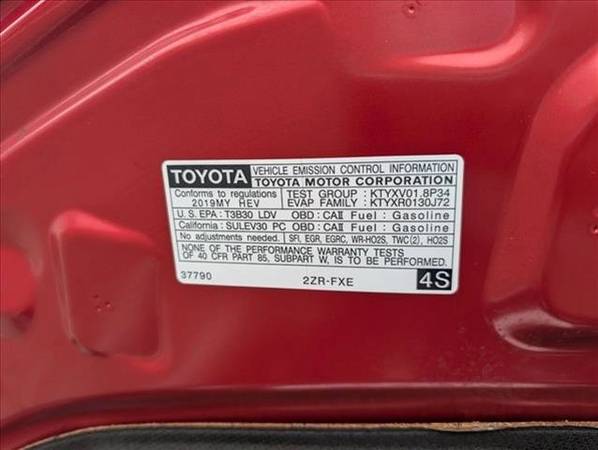 TOYOTA VEHICLE EMISSION CONTROL INFORMATION
TOYOTA MOTOR CORPORATION
Conforms to regulations TEST GROUP : KTYXV01.8P34
2019MY HEV EVAP FAMILY : KTYXR0130J72
U.S. EPA : T3B30 LDV OBD : CAII Fuel : Gasoline
California : SULEV30 PC OBD : CAII Fuel : Gasoline
No adjustments needed. SFI, EGR, EGRC, WR-HO2S, TWC (2), HO2S
NONE OF THE PERFORMANCE WARRANTY TESTS
OF 40 CFR PART 85, SUBPART W, IS TO BE USED.
37790 2ZR-FXE 4S